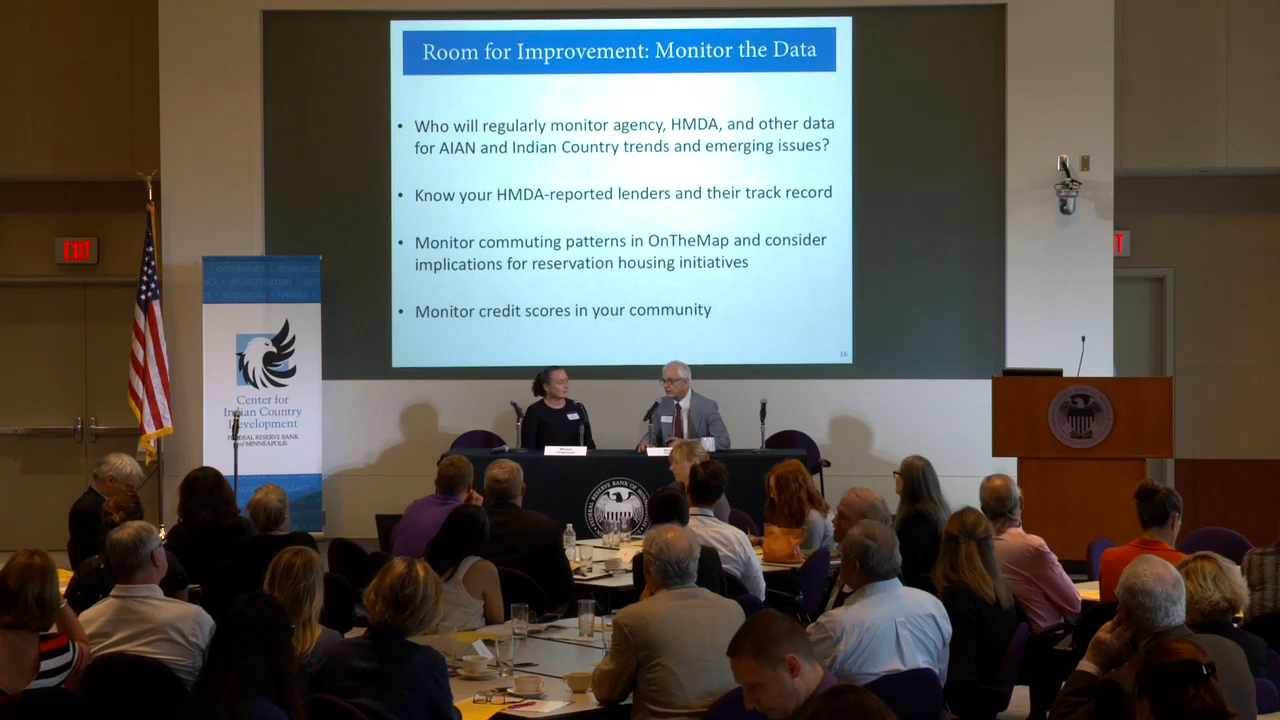 Room for Improvement: Monitor the Data
• Who will regularly monitor agency, HMDA, and other data
for AIAN and Indian Country trends and emerging issues?
• Know your HMDA-reported lenders and their track record
• Monitor commuting patterns in OnTheMap and consider
implications for reservation housing initiatives
• Monitor credit scores in your community
16
EXIT
Center for
Indian Country
Development
FEDERAL RESERVE BANK
of MINNEAPOLIS